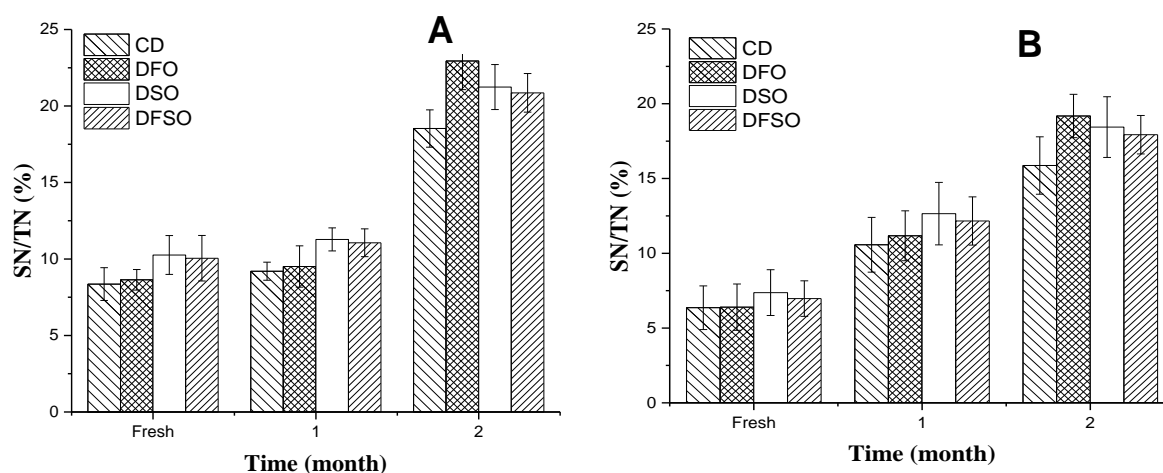 A
CD
DFO
DSO
DFSO
SN/TN (%)
25
20
15
10
5
0
Fresh 1 2
Time (month)
B
CD
DFO
DSO
DFSO
SN/TN (%)
25
20
15
10
5
0
Fresh 1 2
Time (month)